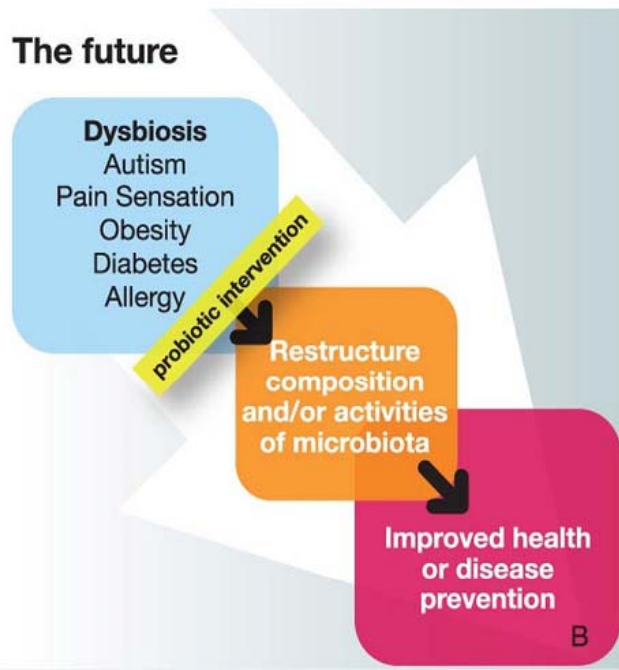 The future
Dysbiosis
Autism
Pain Sensation
Obesity
Diabetes
Allergy
probiotic intervention
Restructure
composition
and/or activities
of microbiota
Improved health
or disease
prevention
B